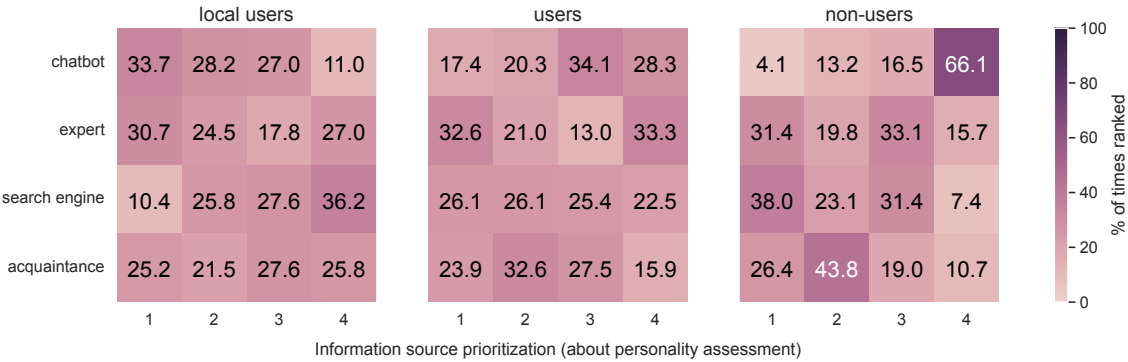 local users users non-users
chatbot 33.7 28.2 27.0 11.0 17.4 20.3 34.1 28.3 4.1 13.2 16.5 66.1
expert 30.7 24.5 17.8 27.0 32.6 21.0 13.0 33.3 31.4 19.8 33.1 15.7
search engine 10.4 25.8 27.6 36.2 26.1 26.1 25.4 22.5 38.0 23.1 31.4 7.4
acquaintance 25.2 21.5 27.6 25.8 23.9 32.6 27.5 15.9 26.4 43.8 19.0 10.7
1 2 3 4 1 2 3 4 1 2 3 4
Information source prioritization (about personality assessment)
100
80
60
40
20
0
% of times ranked